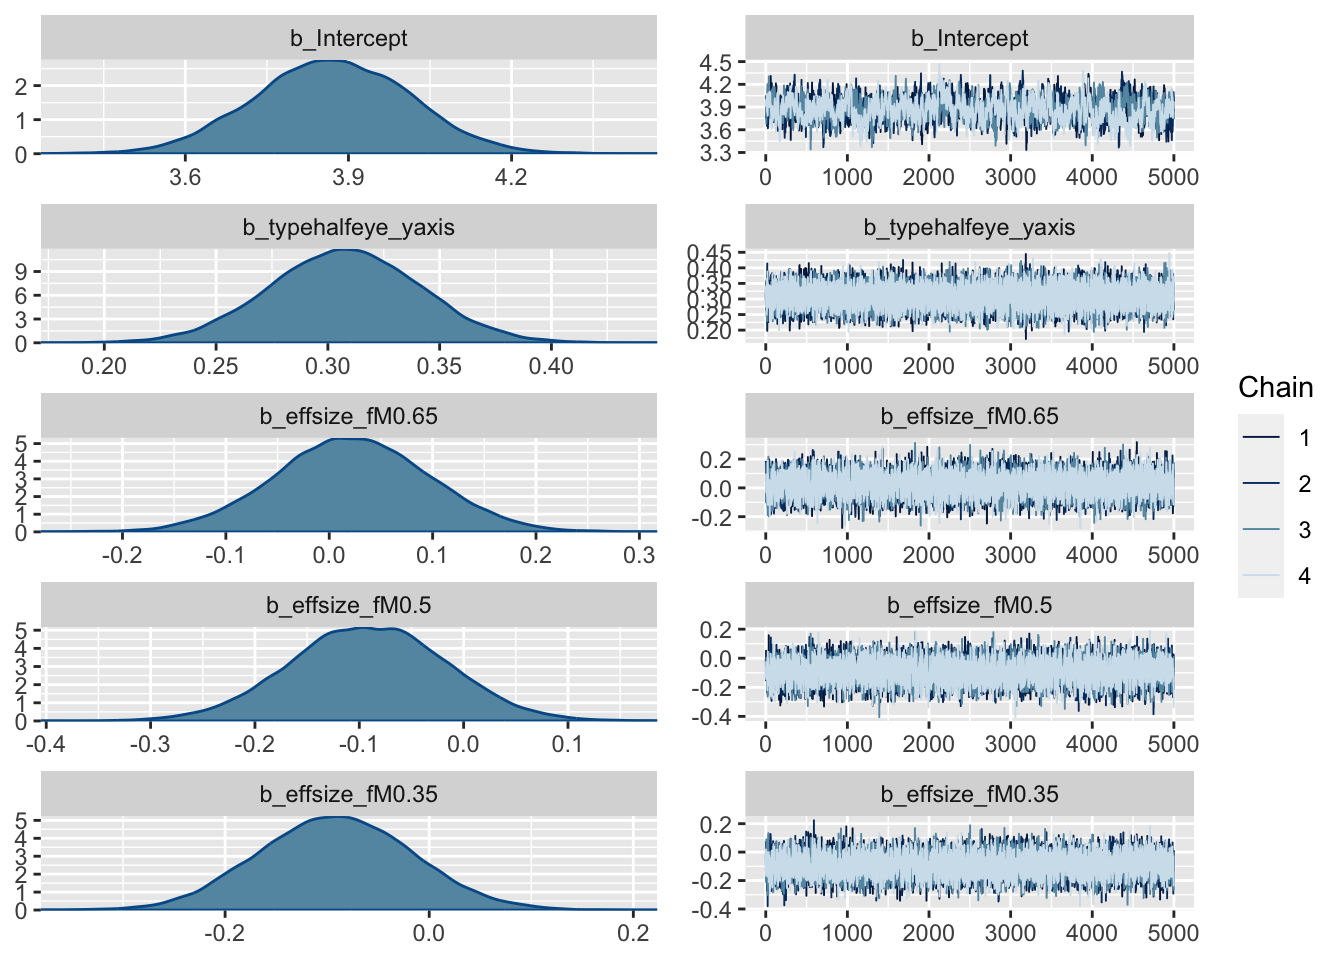 b_Intercept
2
1
0
3.6 3.9 4.2
b_Intercept
4.5
4.2
3.9
3.6
3.3
0 1000 2000 3000 4000 5000
b_typehalfeye_yaxis
9
6
3
0
0.20 0.25 0.30 0.35 0.40
b_typehalfeye_yaxis
0.45
0.40
0.35
0.30
0.25
0.20
0 1000 2000 3000 4000 5000
b_effsize_fM0.65
5
4
3
2
1
0
-0.2 -0.1 0.0 0.1 0.2 0.3
b_effsize_fM0.65
0.2
0.0
-0.2
0 1000 2000 3000 4000 5000
b_effsize_fM0.5
5
4
3
2
1
0
-0.4 -0.3 -0.2 -0.1 0.0 0.1
b_effsize_fM0.5
0.2
0.0
-0.2
-0.4
0 1000 2000 3000 4000 5000
b_effsize_fM0.35
5
4
3
2
1
0
-0.2 0.0 0.2
b_effsize_fM0.35
0.2
0.0
-0.2
-0.4
0 1000 2000 3000 4000 5000
Chain
1
2
3
4